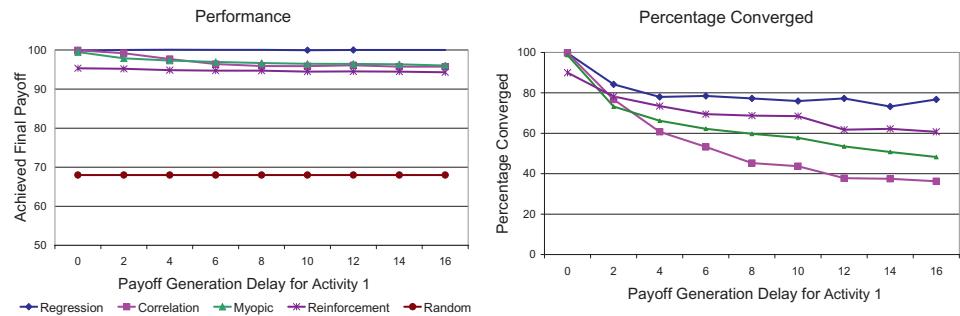 Performance
Achieved Final Payoff
100
90
80
70
60
50
0 2 4 6 8 10 12 14 16
Payoff Generation Delay for Activity 1
Regression Correlation Myopic Reinforcement Random
Percentage Converged
Percentage Converged
100
80
60
40
20
0
0 2 4 6 8 10 12 14 16
Payoff Generation Delay for Activity 1